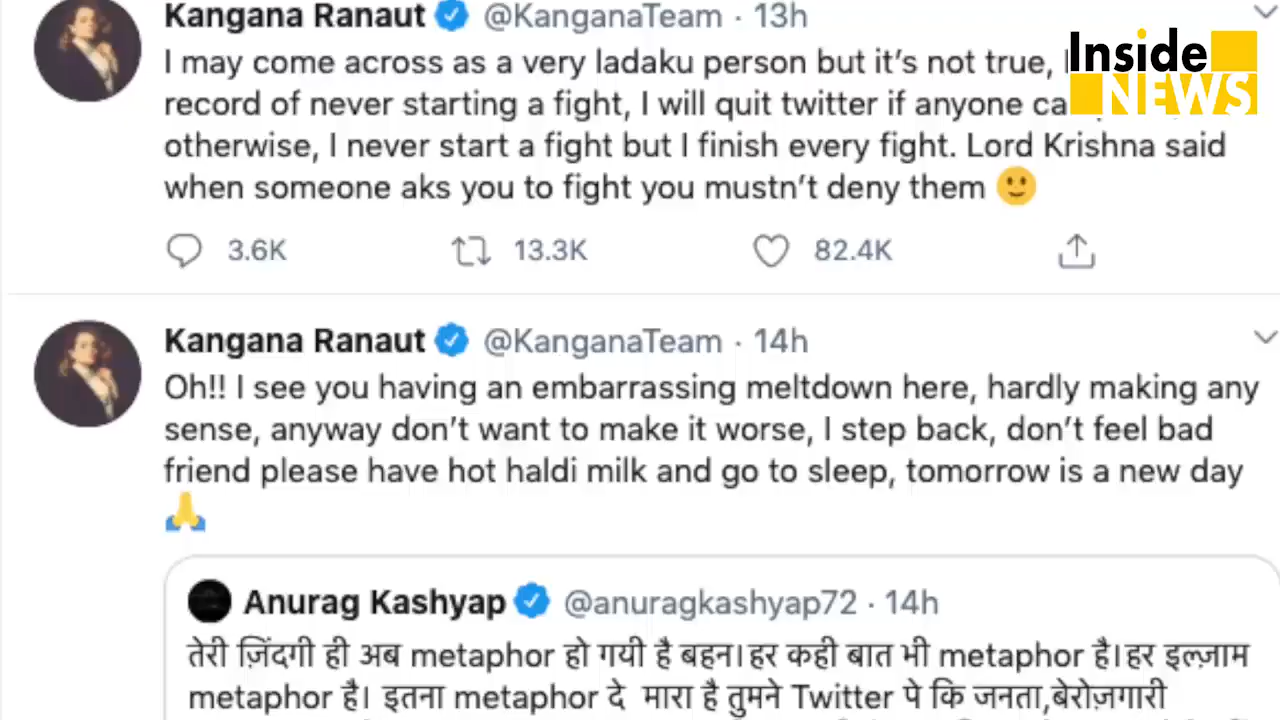 Kangana Ranaut @KanganaTeam · 13h
Inside
NEWS
I may come across as a very ladaku person but it's not true,
record of never starting a fight, I will quit twitter if anyone
otherwise, I never start a fight but I finish every fight. Lord Krishna said
when someone aks you to fight you mustn't deny them 🙂
3.6K 13.3K 82.4K
Kangana Ranaut @KanganaTeam · 14h
Oh!! I see you having an embarrassing meltdown here, hardly making any
sense, anyway don't want to make it worse, I step back, don't feel bad
friend please have hot haldi milk and go to sleep, tomorrow is a new day
🙏
Anurag Kashyap @anuragkashyap72 · 14h
तेरी ज़िंदगी ही अब metaphor हो गयी है बहन।हर कही बात भी metaphor है।हर इल्ज़ाम
metaphor है। इतना metaphor दे मारा है तुमने Twitter पे कि जनता,बेरोज़गारी